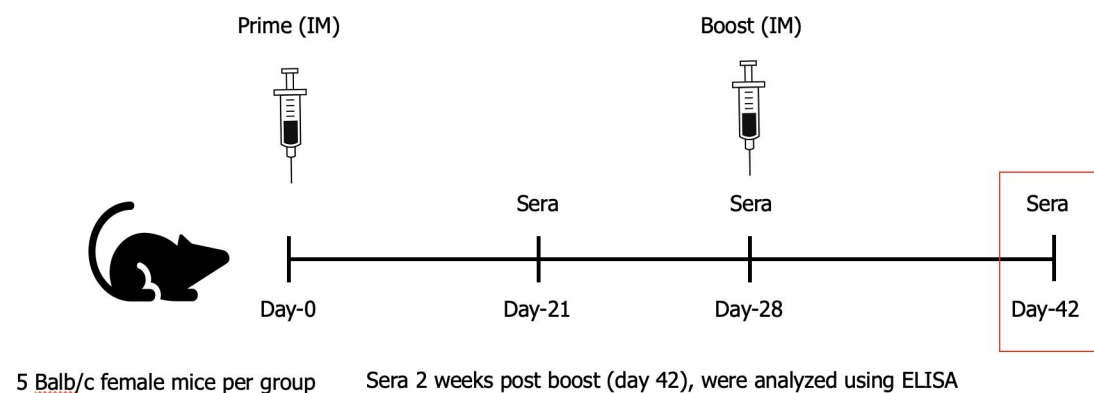 Prime (IM)
Boost (IM)
Sera
Sera
Sera
Day-0
Day-21
Day-28
Day-42
5 Balb/c female mice per group
Sera 2 weeks post boost (day 42), were analyzed using ELISA